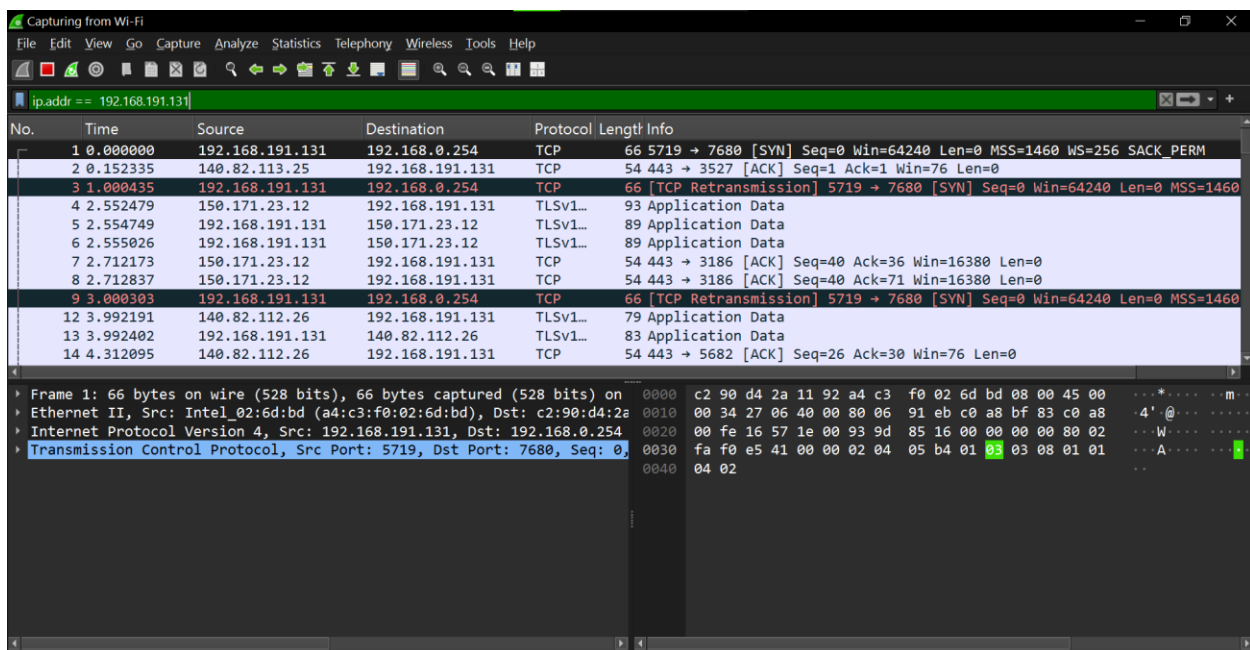 Capturing from Wi-Fi
File Edit View Go Capture Analyze Statistics Telephony Wireless Tools Help
ip.addr == 192.168.191.131
No. Time Source Destination Protocol Length Info
1 0.000000 192.168.191.131 192.168.0.254 TCP 66 5719 → 7680 [SYN] Seq=0 Win=64240 Len=0 MSS=1460 WS=256 SACK_PERM
2 0.152335 140.82.113.25 192.168.191.131 TCP 54 443 → 3527 [ACK] Seq=1 Ack=1 Win=76 Len=0
3 1.000435 192.168.191.131 192.168.0.254 TCP 66 [TCP Retransmission] 5719 → 7680 [SYN] Seq=0 Win=64240 Len=0 MSS=1460
4 2.552479 150.171.23.12 192.168.191.131 TLSv1… 93 Application Data
5 2.554749 192.168.191.131 150.171.23.12 TLSv1… 89 Application Data
6 2.555026 192.168.191.131 150.171.23.12 TLSv1… 89 Application Data
7 2.712173 150.171.23.12 192.168.191.131 TCP 54 443 → 3186 [ACK] Seq=40 Ack=36 Win=16380 Len=0
8 2.712837 150.171.23.12 192.168.191.131 TCP 54 443 → 3186 [ACK] Seq=40 Ack=71 Win=16380 Len=0
9 3.000303 192.168.191.131 192.168.0.254 TCP 66 [TCP Retransmission] 5719 → 7680 [SYN] Seq=0 Win=64240 Len=0 MSS=1460
12 3.992191 140.82.112.26 192.168.191.131 TLSv1… 79 Application Data
13 3.992402 192.168.191.131 140.82.112.26 TLSv1… 83 Application Data
14 4.312095 140.82.112.26 192.168.191.131 TCP 54 443 → 5682 [ACK] Seq=26 Ack=30 Win=76 Len=0
Frame 1: 66 bytes on wire (528 bits), 66 bytes captured (528 bits) on
Ethernet II, Src: Intel_02:6d:bd (a4:c3:f0:02:6d:bd), Dst: c2:90:d4:2a
Internet Protocol Version 4, Src: 192.168.191.131, Dst: 192.168.0.254
Transmission Control Protocol, Src Port: 5719, Dst Port: 7680, Seq: 0,
0000 c2 90 d4 2a 11 92 a4 c3 f0 02 6d bd 08 00 45 00 ···*···· ··m···E·
0010 00 34 27 06 40 00 80 06 91 eb c0 a8 bf 83 c0 a8 ·4'·@··· ········
0020 00 fe 16 57 1e 00 93 9d 85 16 00 00 00 00 80 02 ···W···· ········
0030 fa f0 e5 41 00 00 02 04 05 b4 01 03 03 08 01 01 ···A···· ········
0040 04 02 ··